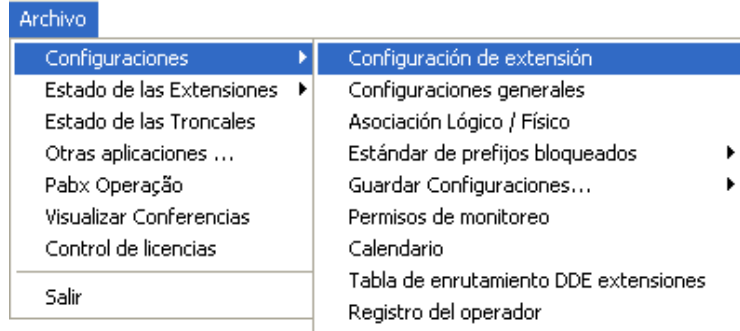 Archivo
Configuraciones
Estado de las Extensiones
Estado de las Troncales
Otras aplicaciones ...
Pabx Operação
Visualizar Conferencias
Control de licencias
Salir
Configuración de extensión
Configuraciones generales
Asociación Lógico / Físico
Estándar de prefijos bloqueados
Guardar Configuraciones...
Permisos de monitoreo
Calendario
Tabla de enrutamiento DDE extensiones
Registro del operador